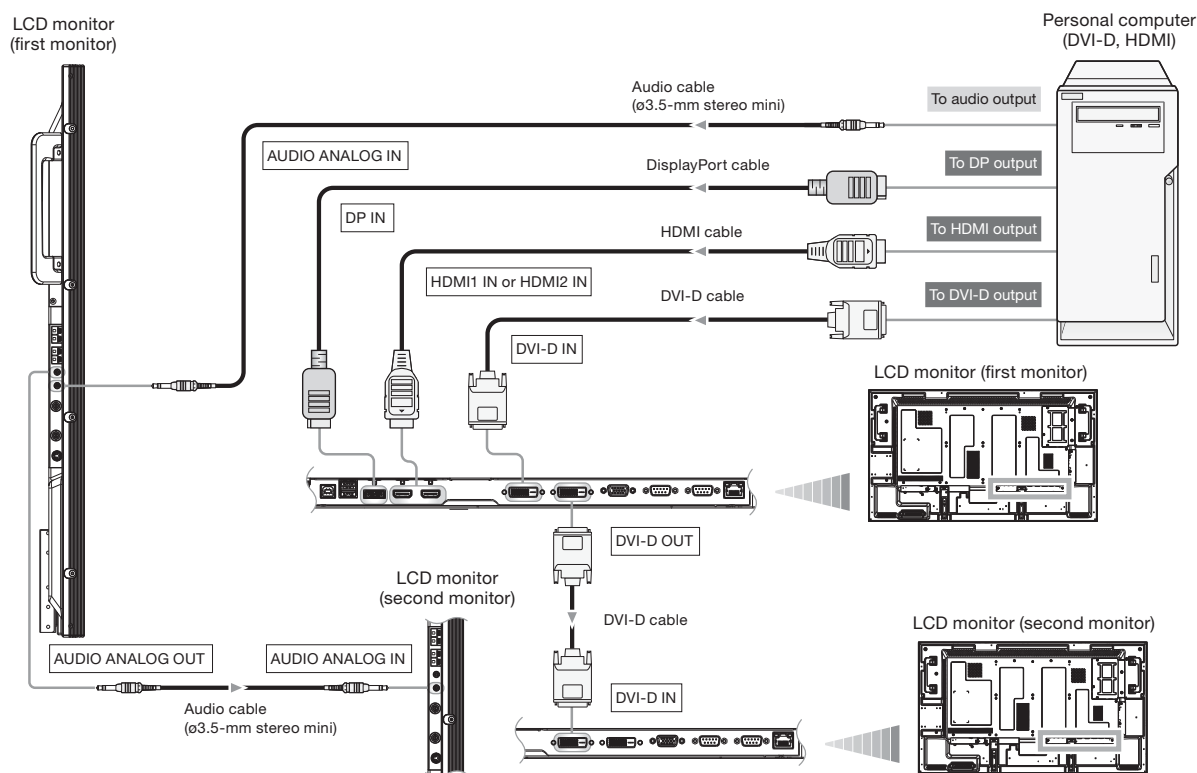 LCD monitor
(first monitor)
Personal computer
(DVI-D, HDMI)
Audio cable
(ø3.5-mm stereo mini)
To audio output
AUDIO ANALOG IN
DisplayPort cable
To DP output
DP IN
HDMI cable
To HDMI output
HDMI1 IN or HDMI2 IN
DVI-D cable
To DVI-D output
DVI-D IN
LCD monitor (first monitor)
DVI-D OUT
LCD monitor
(second monitor)
DVI-D cable
LCD monitor (second monitor)
AUDIO ANALOG OUT
AUDIO ANALOG IN
DVI-D IN
Audio cable
(ø3.5-mm stereo mini)